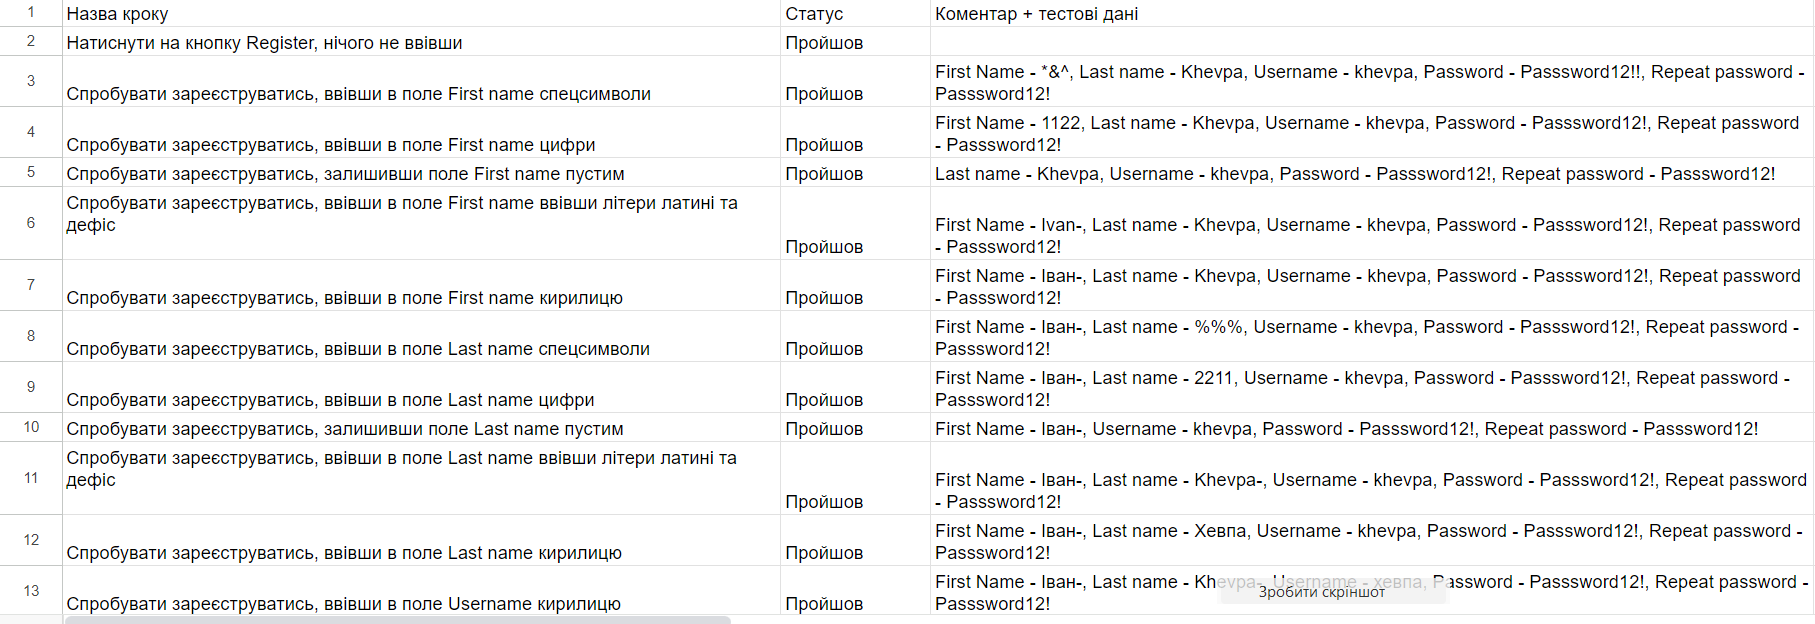 1 Назва кроку Статус Коментар + тестові дані
2 Натиснути на кнопку Register, нічого не ввівши Пройшов
3 Спробувати зареєструватись, ввівши в поле First name спецсимволи Пройшов First Name - *&^, Last name - Khevpa, Username - khevpa, Password - Passsword12!!, Repeat password -
Passsword12!
4 Спробувати зареєструватись, ввівши в поле First name цифри Пройшов First Name - 1122, Last name - Khevpa, Username - khevpa, Password - Passsword12!, Repeat password
- Passsword12!
5 Спробувати зареєструватись, залишивши поле First name пустим Пройшов Last name - Khevpa, Username - khevpa, Password - Passsword12!, Repeat password - Passsword12!
6 Спробувати зареєструватись, ввівши в поле First name ввівши літери латині та
дефіс
Пройшов First Name - Ivan-, Last name - Khevpa, Username - khevpa, Password - Passsword12!, Repeat password
- Passsword12!
7 Спробувати зареєструватись, ввівши в поле First name кирилицю Пройшов First Name - Іван-, Last name - Khevpa, Username - khevpa, Password - Passsword12!, Repeat password
- Passsword12!
8 Спробувати зареєструватись, ввівши в поле Last name спецсимволи Пройшов First Name - Іван-, Last name - %%%, Username - khevpa, Password - Passsword12!, Repeat password -
Passsword12!
9 Спробувати зареєструватись, ввівши в поле Last name цифри Пройшов First Name - Іван-, Last name - 2211, Username - khevpa, Password - Passsword12!, Repeat password -
Passsword12!
10 Спробувати зареєструватись, залишивши поле Last name пустим Пройшов First Name - Іван-, Username - khevpa, Password - Passsword12!, Repeat password - Passsword12!
11 Спробувати зареєструватись, ввівши в поле Last name ввівши літери латині та
дефіс
Пройшов First Name - Іван-, Last name - Khevpa-, Username - khevpa, Password - Passsword12!, Repeat password
- Passsword12!
12 Спробувати зареєструватись, ввівши в поле Last name кирилицю Пройшов First Name - Іван-, Last name - Хевпа, Username - khevpa, Password - Passsword12!, Repeat password -
Passsword12!
13 Спробувати зареєструватись, ввівши в поле Username кирилицю Пройшов First Name - Іван-, Last name - Khevpa-, Username - хевпа, Password - Passsword12!, Repeat password -
Passsword12!
Зробити скріншот